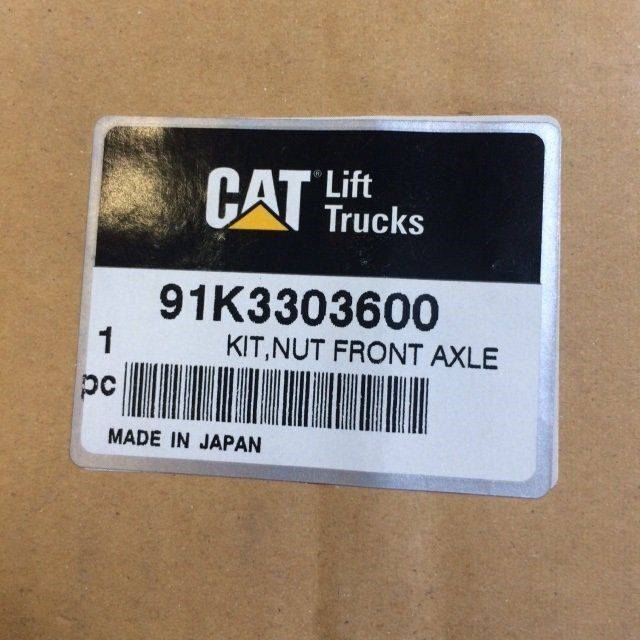 CAT® Lift
Trucks
91K3303600
1 KIT,NUT FRONT AXLE
pc
MADE IN JAPAN